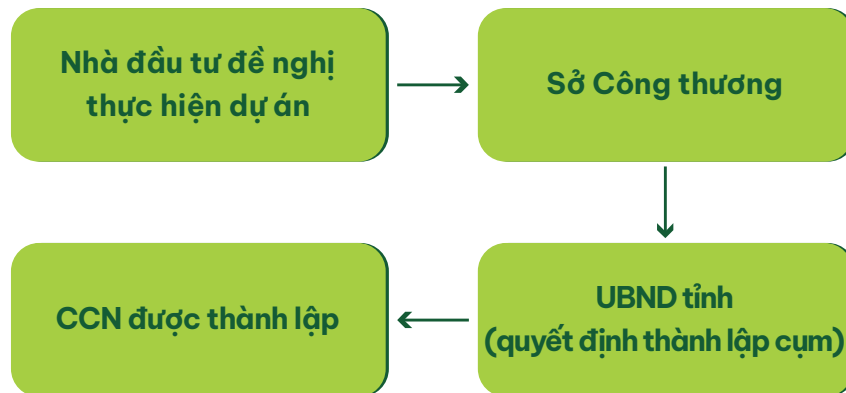 Nhà đầu tư đề nghị
thực hiện dự án
Sở Công thương
UBND tỉnh
(quyết định thành lập cụm)
CCN được thành lập